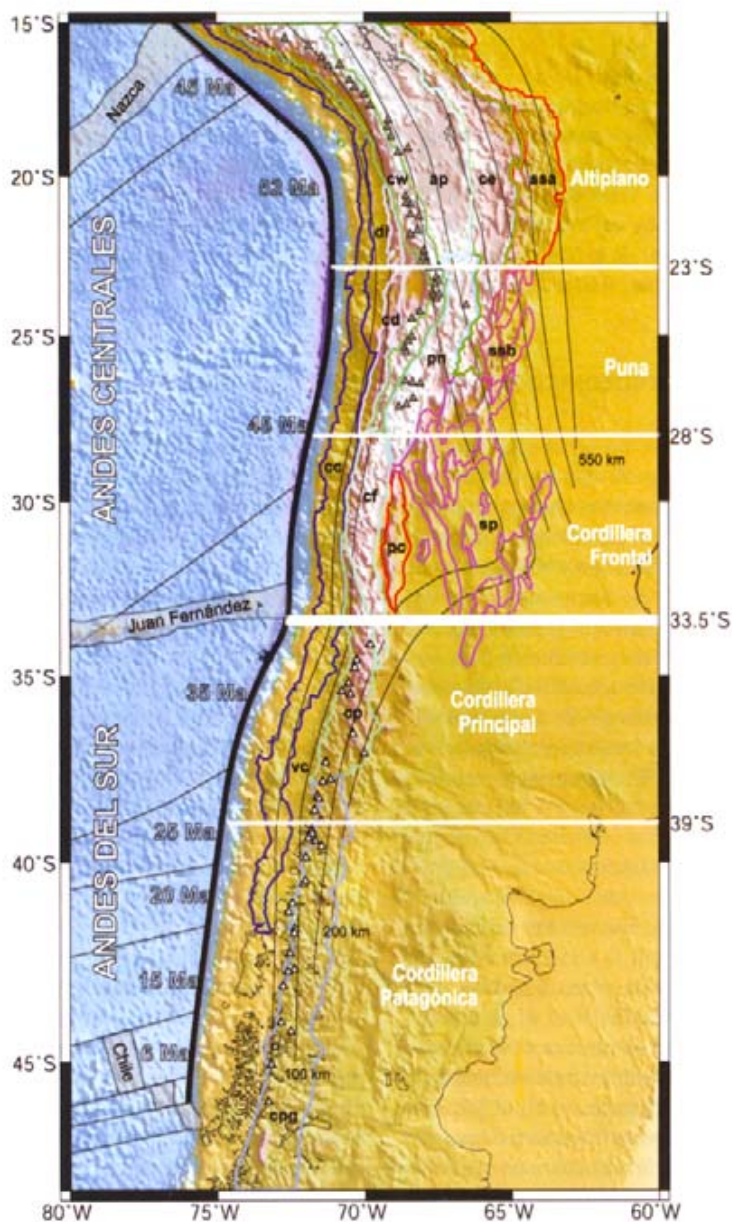 15°S
20°S
25°S
30°S
35°S
40°S
45°S
80°W
75°W
70°W
65°W
60°W
23°S
28°S
33.5°S
39°S
ANDES CENTRALES
ANDES DEL SUR
Nazca
45 Ma
52 Ma
45 Ma
Juan Fernández
35 Ma
25 Ma
20 Ma
15 Ma
6 Ma
Chile
cw
ap
ce
asa
Altiplano
dl
cd
pn
ssb
Puna
cc
cf
550 km
pc
sp
Cordillera
Frontal
cp
Cordillera
Principal
vc
200 km
Cordillera
Patagónica
100 km
cpg